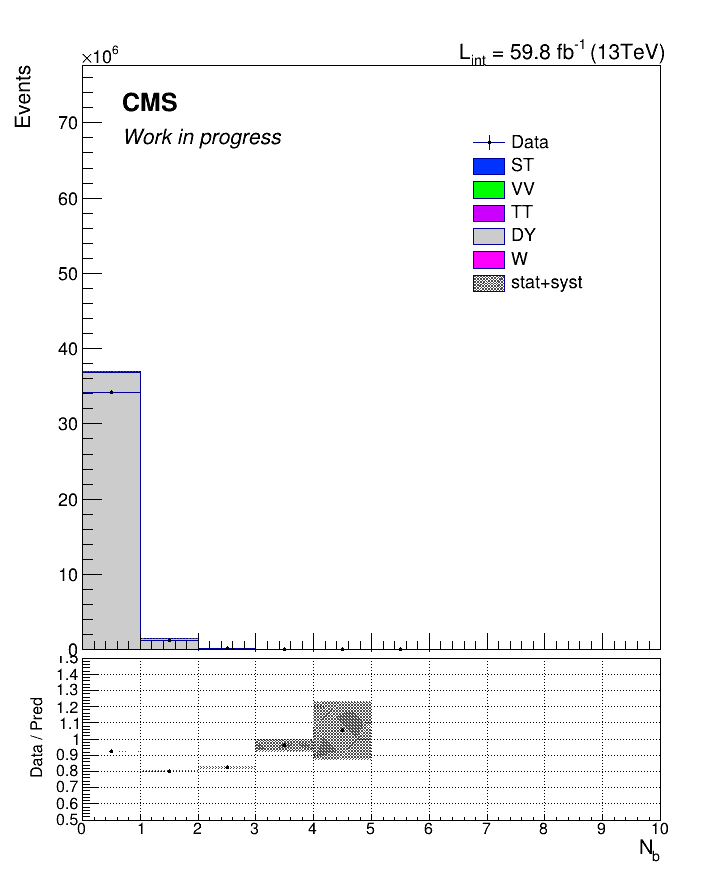 ×10⁶
L_int = 59.8 fb⁻¹ (13TeV)
Events
CMS
Work in progress
Data
ST
VV
TT
DY
W
stat+syst
70
60
50
40
30
20
10
0
Data / Pred
1.5
1.4
1.3
1.2
1.1
1
0.9
0.8
0.7
0.6
0.5
0 1 2 3 4 5 6 7 8 9 10
N_b